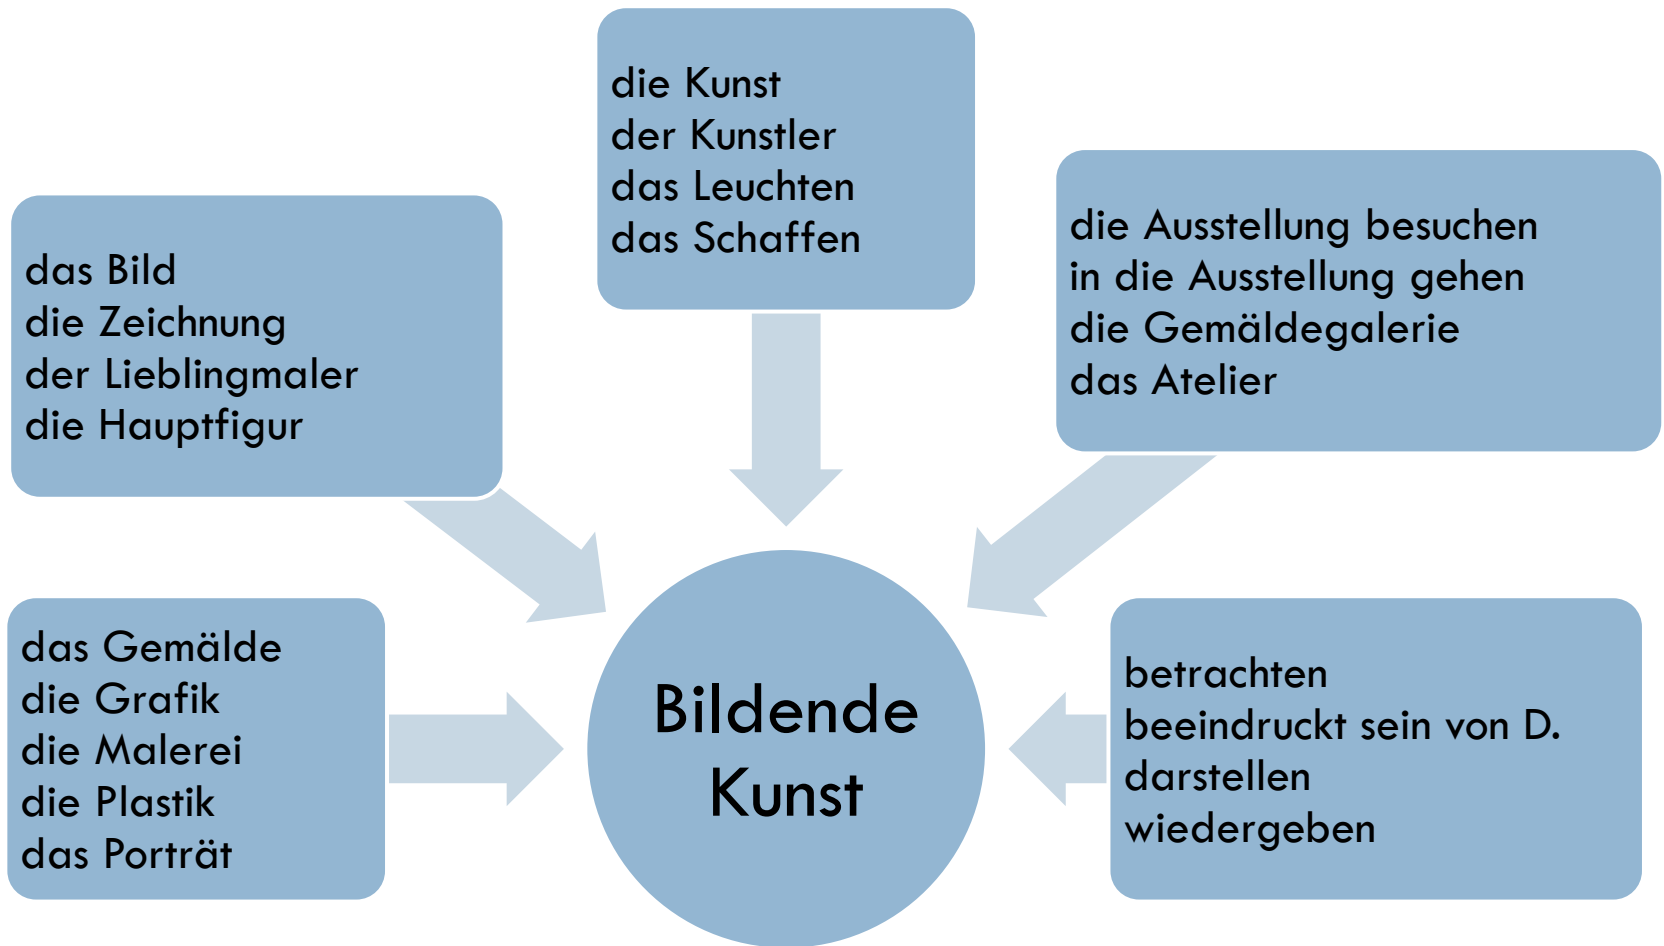 das Gemälde
die Grafik
die Malerei
die Plastik
das Porträt
das Bild
die Zeichnung
der Lieblingmaler
die Hauptfigur
die Kunst
der Kunstler
das Leuchten
das Schaffen
die Ausstellung besuchen
in die Ausstellung gehen
die Gemäldegalerie
das Atelier
betrachten
beeindruckt sein von D.
darstellen
wiedergeben
Bildende
Kunst